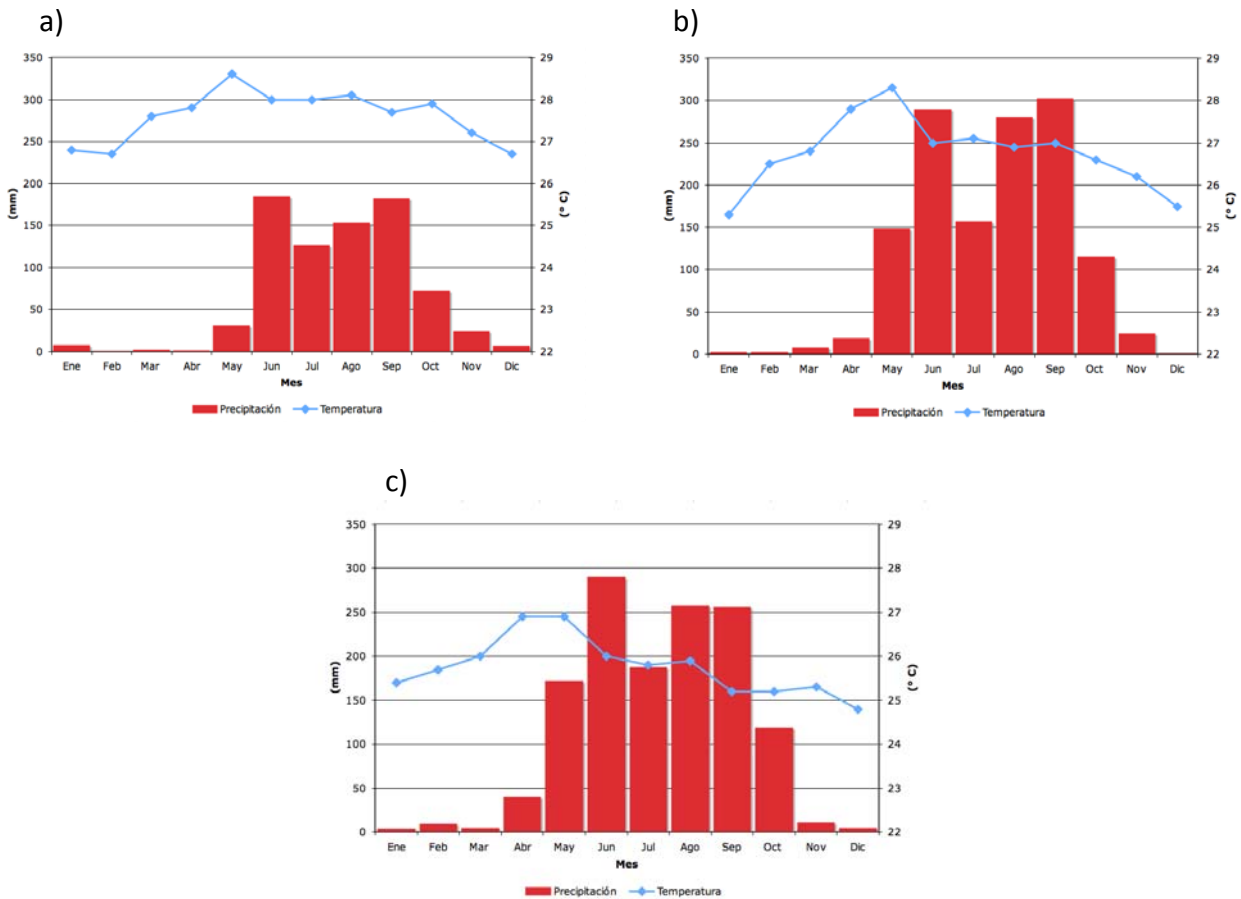 a)
350
300
250
200
150
100
50
0
(mm)
29
28
27
26
25
24
23
22
(° C)
Ene Feb Mar Abr May Jun Jul Ago Sep Oct Nov Dic
Mes
Precipitación Temperatura
b)
350
300
250
200
150
100
50
0
(mm)
29
28
27
26
25
24
23
22
(° C)
Ene Feb Mar Abr May Jun Jul Ago Sep Oct Nov Dic
Mes
Precipitación Temperatura
c)
350
300
250
200
150
100
50
0
(mm)
29
28
27
26
25
24
23
22
(° C)
Ene Feb Mar Abr May Jun Jul Ago Sep Oct Nov Dic
Mes
Precipitación Temperatura